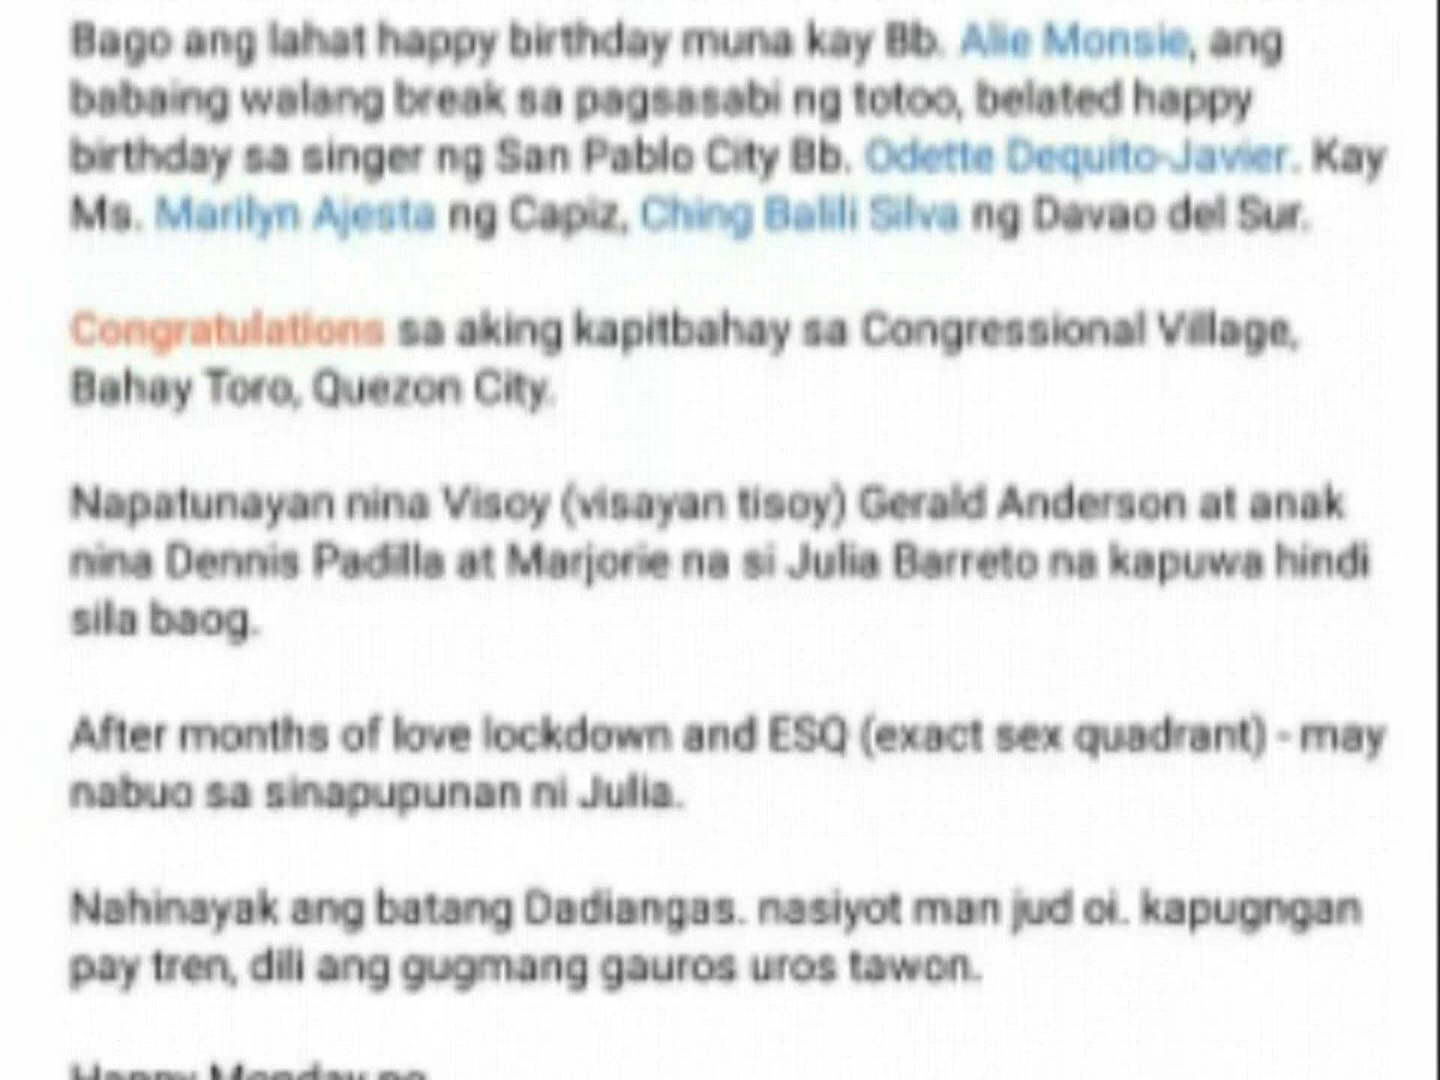 Bago ang lahat happy birthday muna kay Bb. Alie Monsie, ang
babaing walang break sa pagsasabi ng totoo, belated happy
birthday sa singer ng San Pablo City Bb. Odette Dequito-Javier. Kay
Ms. Marilyn Ajesta ng Capiz, Ching Balili Silva ng Davao del Sur.
Congratulations sa aking kapitbahay sa Congressional Village,
Bahay Toro, Quezon City.
Napatunayan nina Visoy (visayan tisoy) Gerald Anderson at anak
nina Dennis Padilla at Marjorie na si Julia Barreto na kapuwa hindi
sila baog.
After months of love lockdown and ESQ (exact sex quadrant) - may
nabuo sa sinapupunan ni Julia.
Nahinayak ang batang Dadiangas. nasiyot man jud oi. kapugngan
pay tren, dili ang gugmang gauros uros tawon.
Happy Monday po